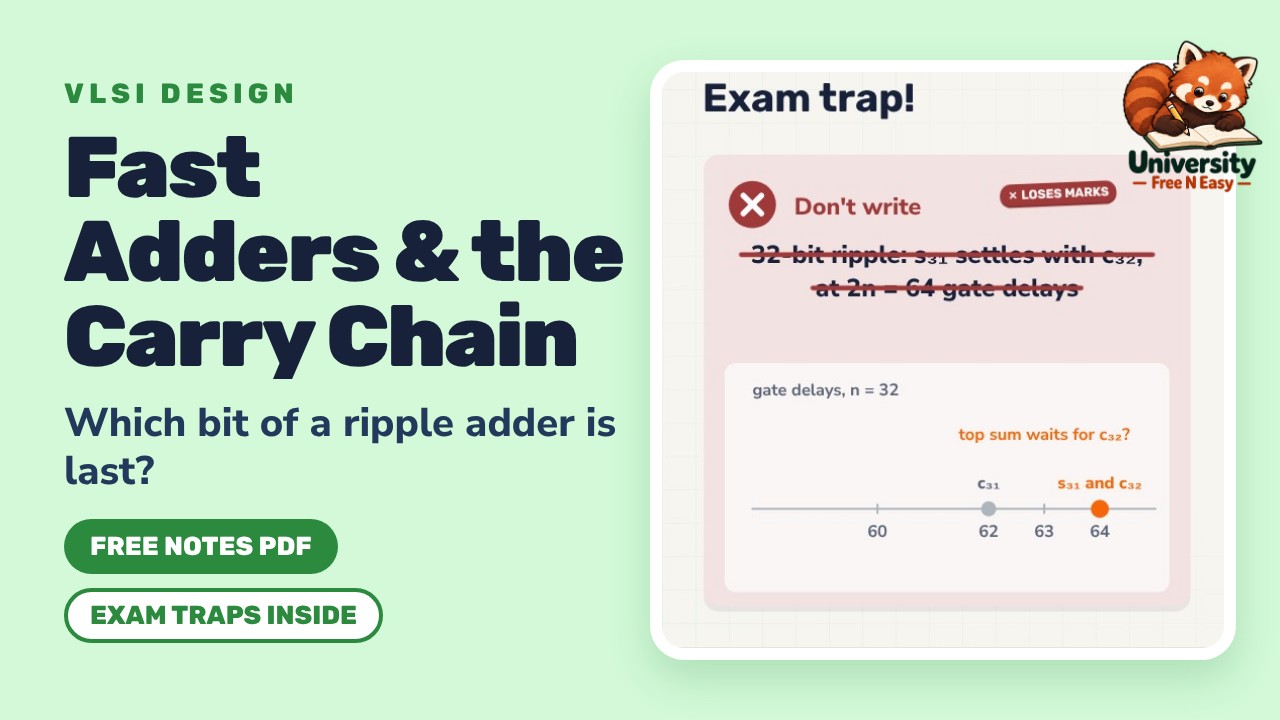 VLSI DESIGN
Fast
Adders & the
Carry Chain
Which bit of a ripple adder is
last?
FREE NOTES PDF
EXAM TRAPS INSIDE
Exam trap!
Don't write
× LOSES MARKS
32-bit ripple: s₃₁ settles with c₃₂,
at 2n = 64 gate delays
gate delays, n = 32
top sum waits for c₃₂?
c₃₁
s₃₁ and c₃₂
60
62
63
64
University
Free N Easy